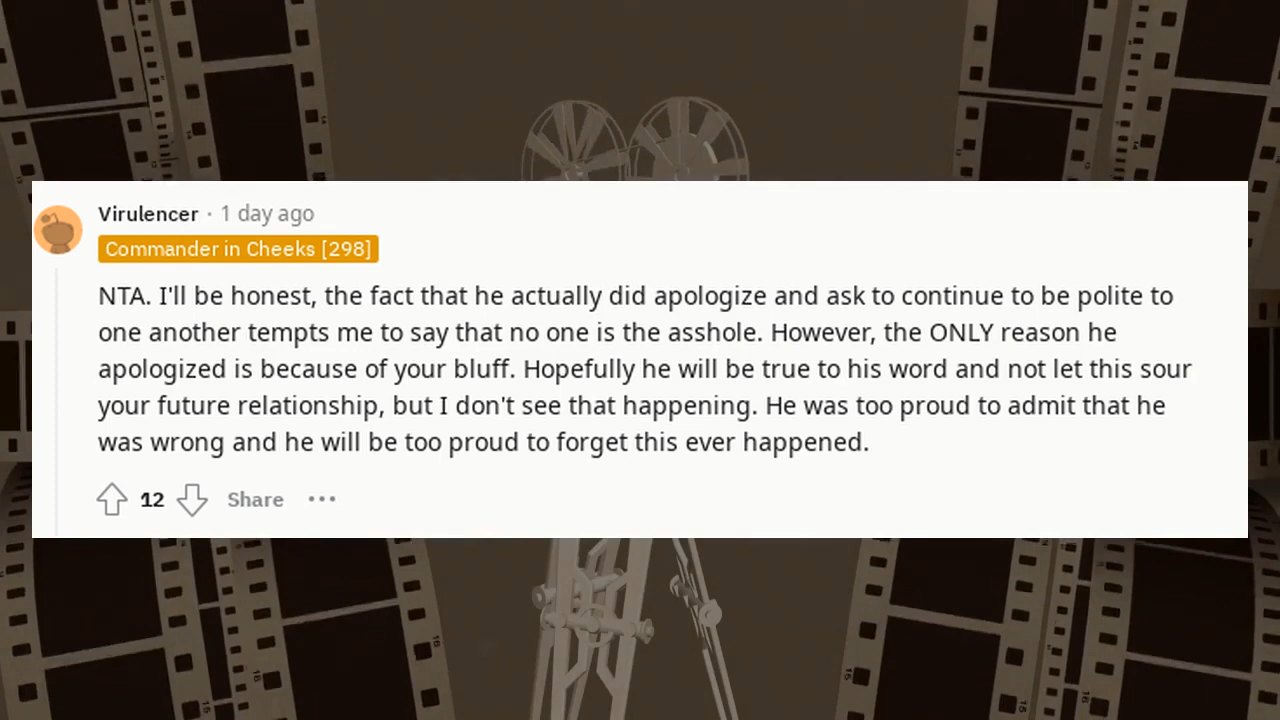 Virulencer · 1 day ago
Commander in Cheeks [298]
NTA. I'll be honest, the fact that he actually did apologize and ask to continue to be polite to
one another tempts me to say that no one is the asshole. However, the ONLY reason he
apologized is because of your bluff. Hopefully he will be true to his word and not let this sour
your future relationship, but I don't see that happening. He was too proud to admit that he
was wrong and he will be too proud to forget this ever happened.
12 Share •••